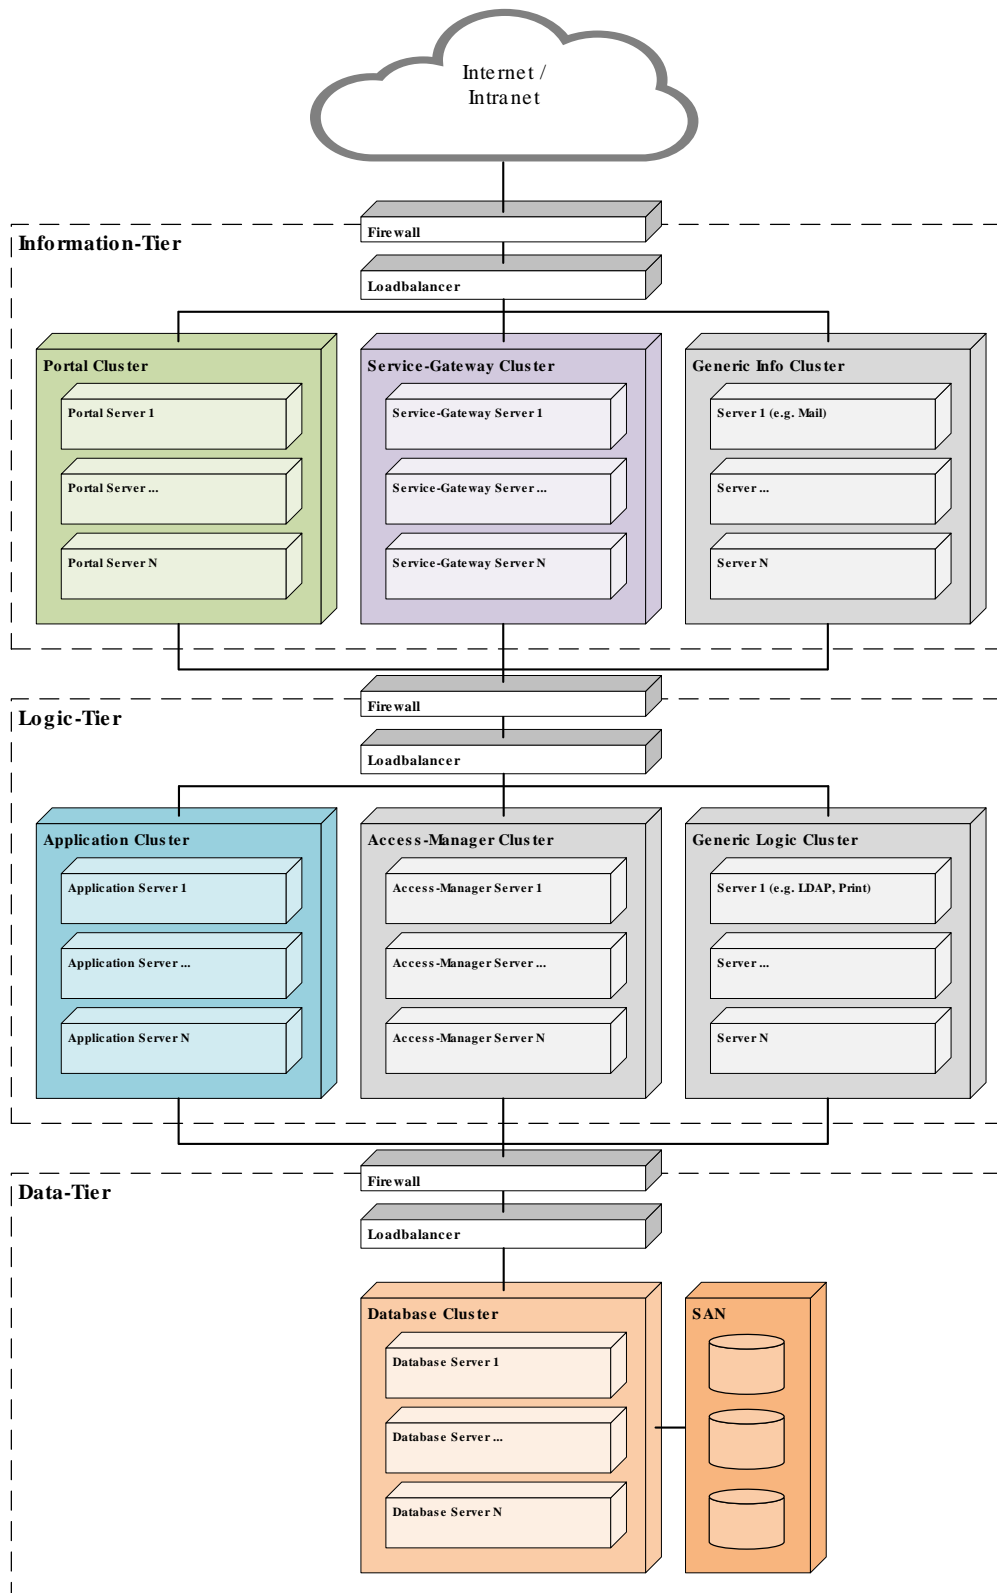 Internet /
Intranet
Firewall
Information-Tier
Loadbalancer
Portal Cluster
Portal Server 1
Portal Server ...
Portal Server N
Service-Gateway Cluster
Service-Gateway Server 1
Service-Gateway Server ...
Service-Gateway Server N
Generic Info Cluster
Server 1 (e.g. Mail)
Server ...
Server N
Firewall
Logic-Tier
Loadbalancer
Application Cluster
Application Server 1
Application Server ...
Application Server N
Access-Manager Cluster
Access-Manager Server 1
Access-Manager Server ...
Access-Manager Server N
Generic Logic Cluster
Server 1 (e.g. LDAP, Print)
Server ...
Server N
Firewall
Data-Tier
Loadbalancer
Database Cluster
Database Server 1
Database Server ...
Database Server N
SAN